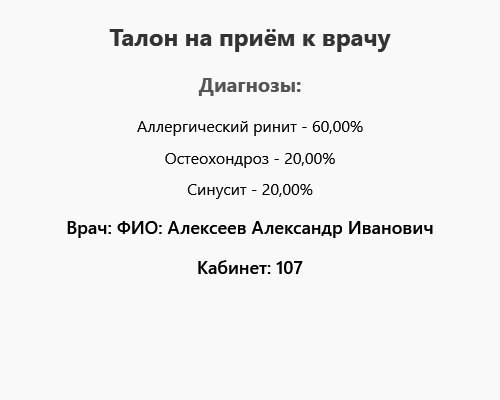 Талон на приём к врачу
Диагнозы:
Аллергический ринит - 60,00%
Остеохондроз - 20,00%
Синусит - 20,00%
Врач: ФИО: Алексеев Александр Иванович
Кабинет: 107